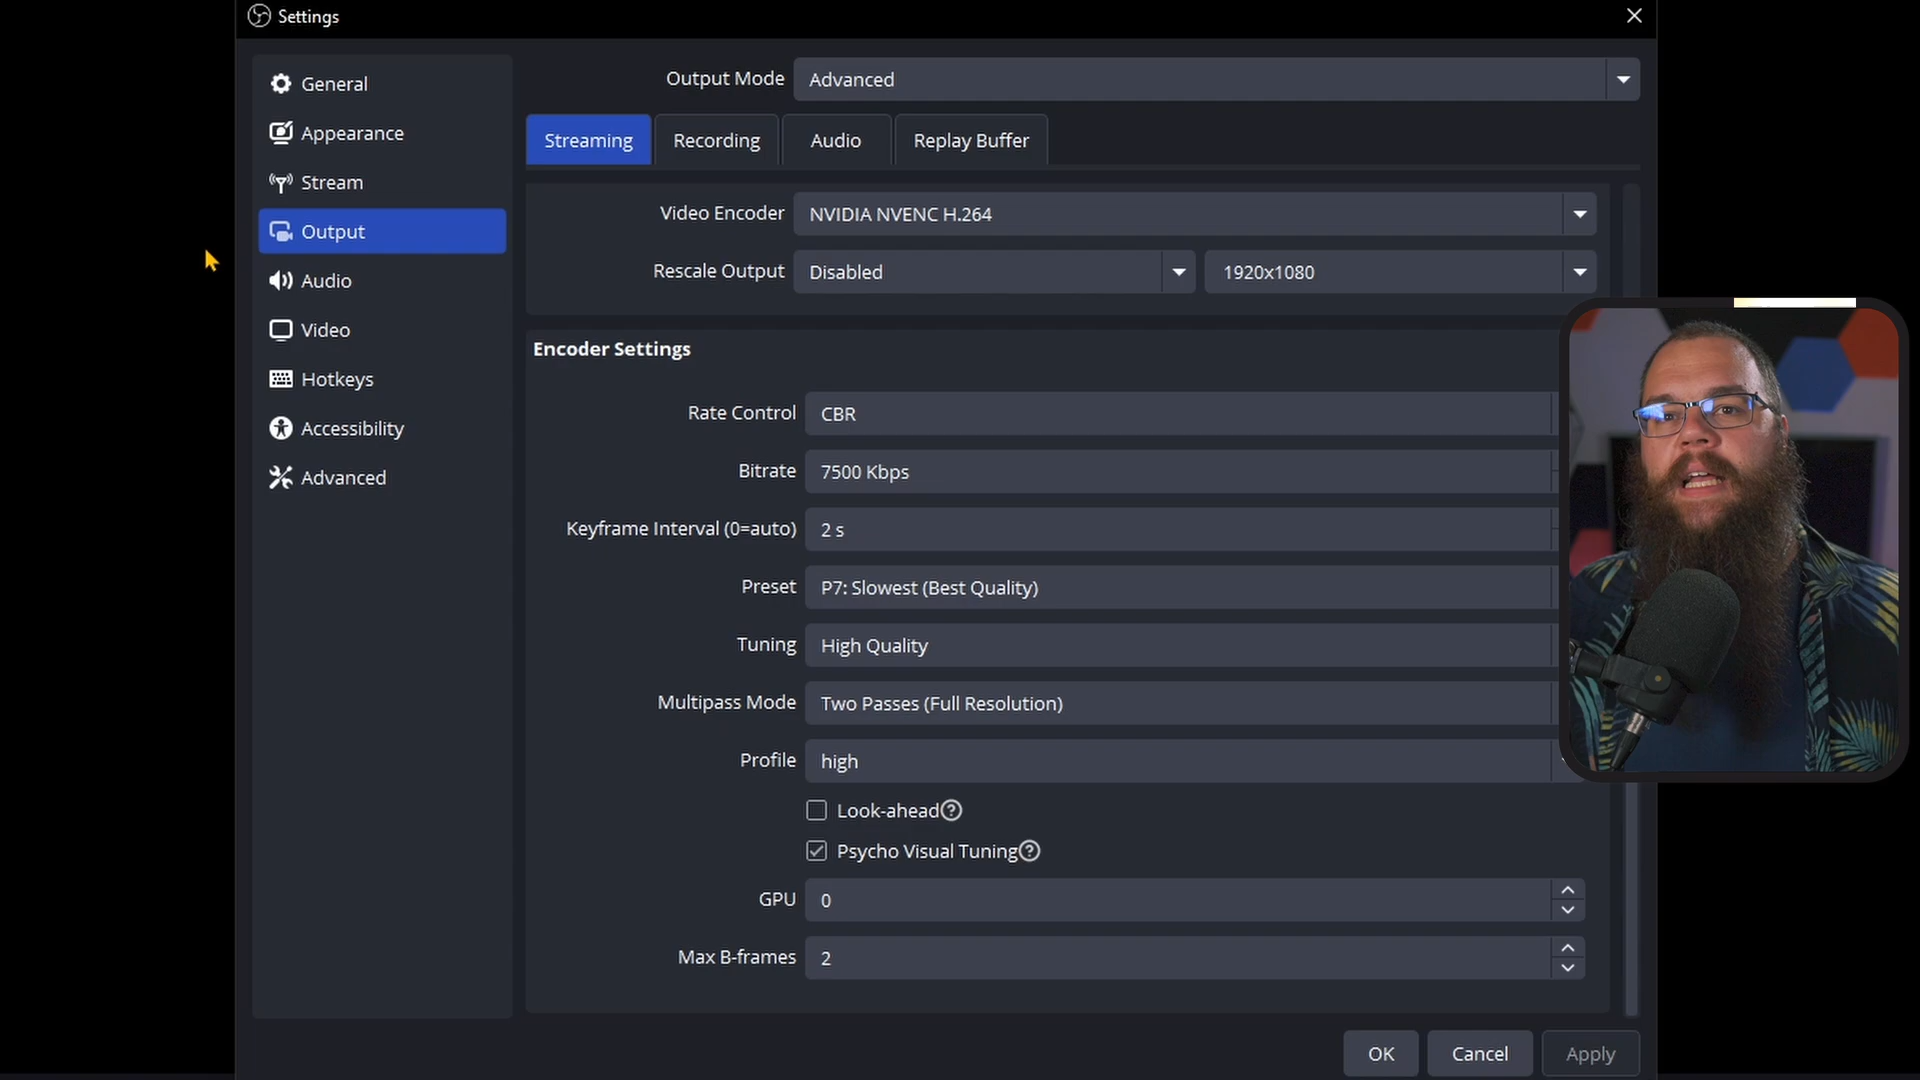 Settings
General
Appearance
Stream
Output
Audio
Video
Hotkeys
Accessibility
Advanced
Output Mode Advanced
Streaming Recording Audio Replay Buffer
Video Encoder NVIDIA NVENC H.264
Rescale Output Disabled 1920x1080
Encoder Settings
Rate Control CBR
Bitrate 7500 Kbps
Keyframe Interval (0=auto) 2 s
Preset P7: Slowest (Best Quality)
Tuning High Quality
Multipass Mode Two Passes (Full Resolution)
Profile high
Look-ahead ?
Psycho Visual Tuning ?
GPU 0
Max B-frames 2
OK Cancel Apply